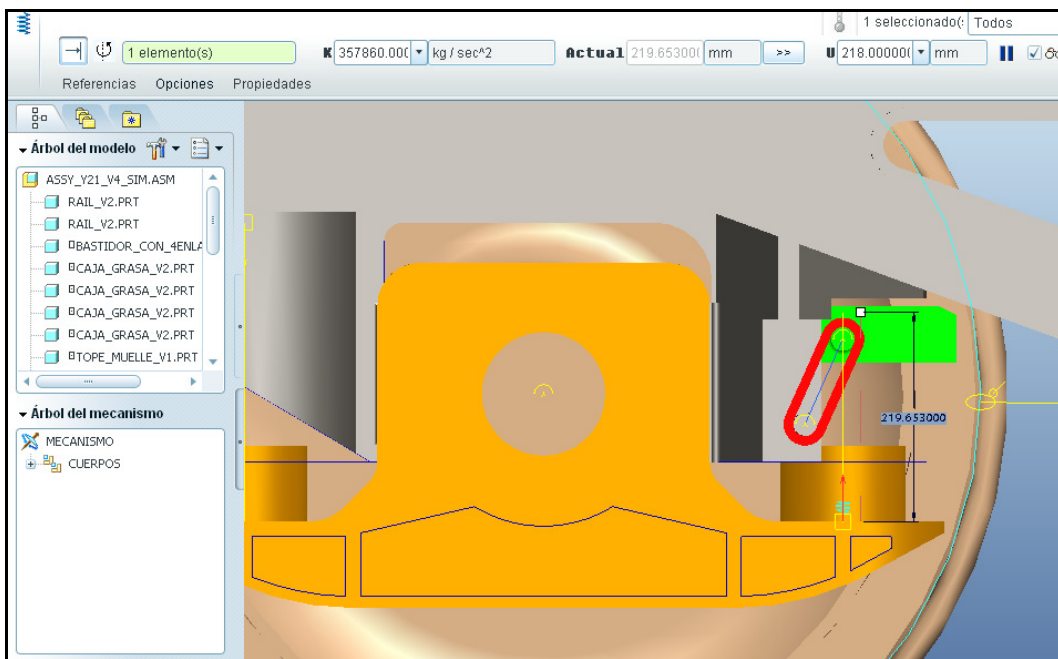 1 seleccionado(: Todos
1 elemento(s) K 357860.000 kg / sec^2 Actual 219.653000 mm >> U 218.000000 mm
Referencias Opciones Propiedades
Árbol del modelo
ASSY_Y21_V4_SIM.ASM
RAIL_V2.PRT
RAIL_V2.PRT
BASTIDOR_CON_4ENLA
CAJA_GRASA_V2.PRT
CAJA_GRASA_V2.PRT
CAJA_GRASA_V2.PRT
CAJA_GRASA_V2.PRT
TOPE_MUELLE_V1.PRT
219.653000
Árbol del mecanismo
MECANISMO
CUERPOS